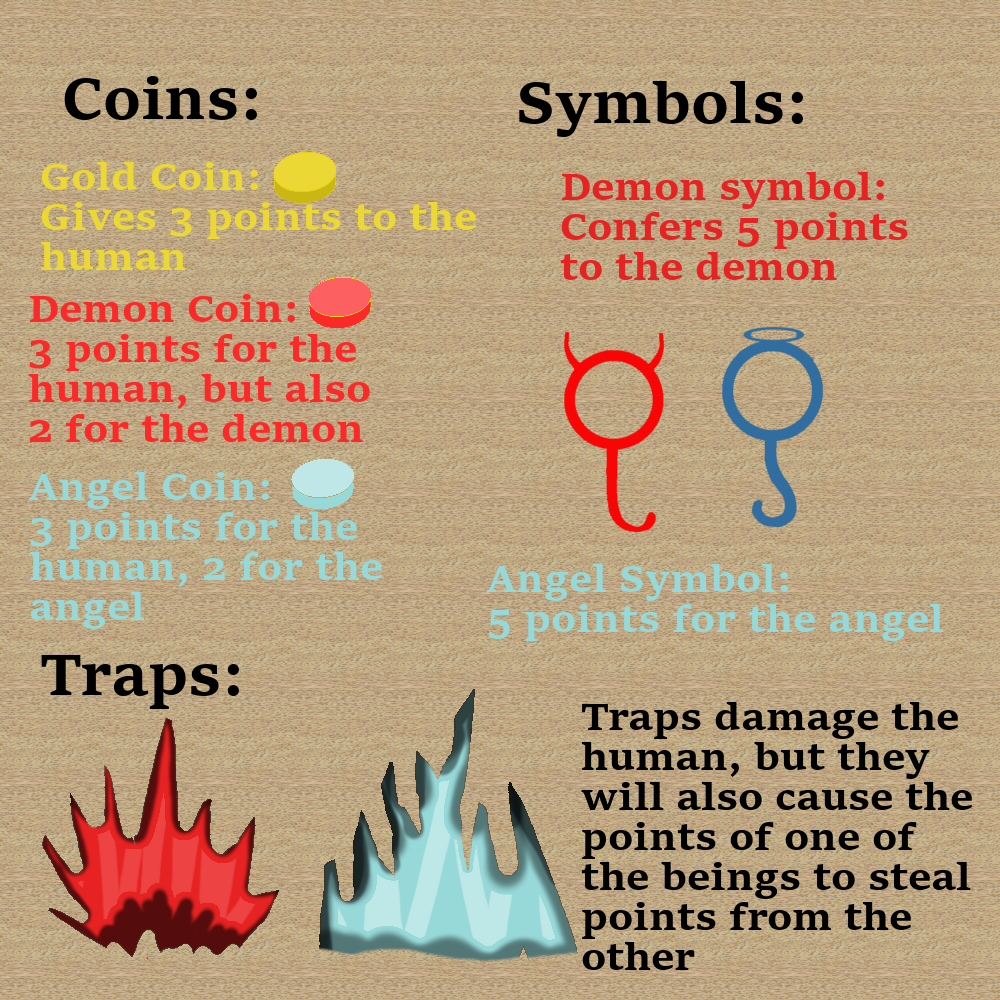 Coins:
Gold Coin:
Gives 3 points to the
human
Demon Coin:
3 points for the
human, but also
2 for the demon
Angel Coin:
3 points for the
human, 2 for the
angel
Symbols:
Demon symbol:
Confers 5 points
to the demon
Angel Symbol:
5 points for the angel
Traps:
Traps damage the
human, but they
will also cause the
points of one of
the beings to steal
points from the
other